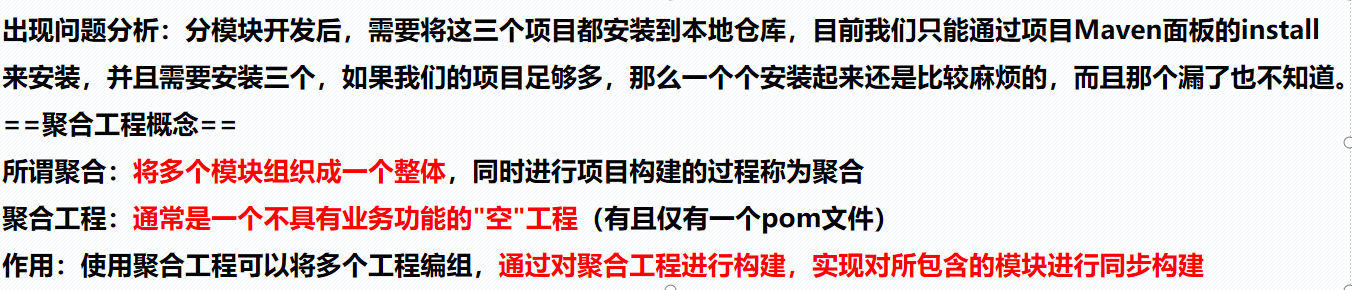 出现问题分析：分模块开发后，需要将这三个项目都安装到本地仓库，目前我们只能通过项目Maven面板的install
来安装，并且需要安装三个，如果我们的项目足够多，那么一个个安装起来还是比较麻烦的，而且那个漏了也不知道。
==聚合工程概念==
所谓聚合：将多个模块组织成一个整体，同时进行项目构建的过程称为聚合
聚合工程：通常是一个不具有业务功能的"空"工程（有且仅有一个pom文件）
作用：使用聚合工程可以将多个工程编组，通过对聚合工程进行构建，实现对所包含的模块进行同步构建